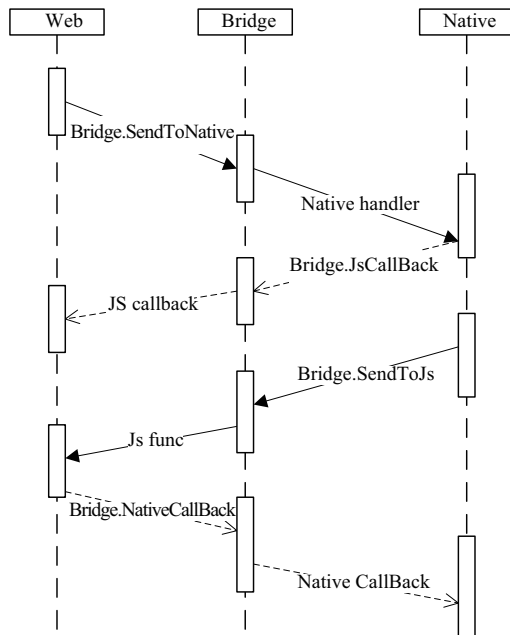 Web
Bridge
Native
Bridge.SendToNative
Native handler
Bridge.JsCallBack
JS callback
Bridge.SendToJs
Js func
Bridge.NativeCallBack
Native CallBack